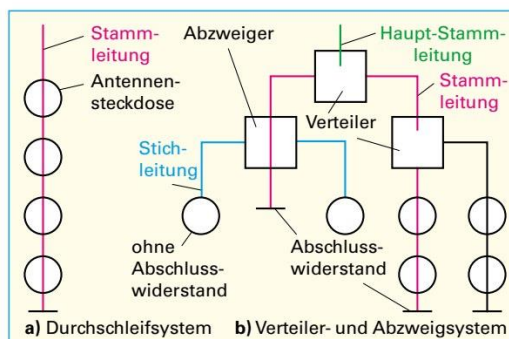 Stamm-
leitung
Antennen-
steckdose
Abzweiger
Haupt-Stamm-
leitung
Stamm-
leitung
Verteiler
Stich-
leitung
ohne
Abschluss-
widerstand
Abschluss-
widerstand
a) Durchschleifsystem
b) Verteiler- und Abzweigsystem